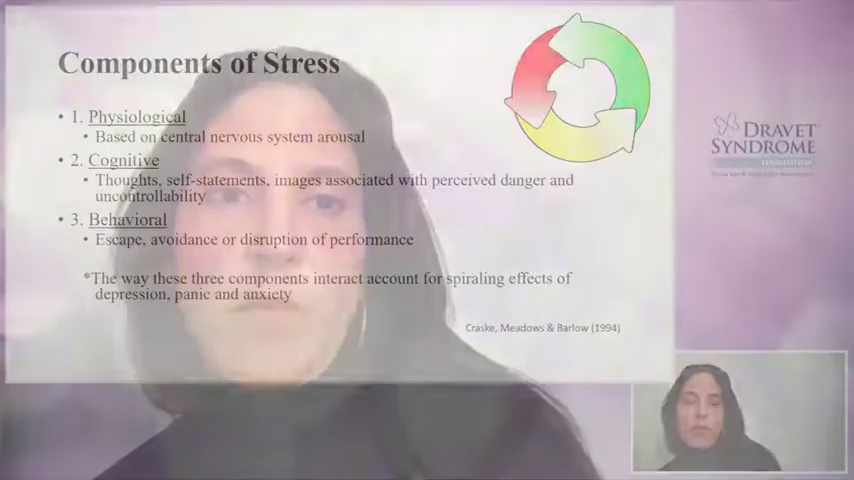 Components of Stress
• 1. Physiological
• Based on central nervous system arousal
• 2. Cognitive
• Thoughts, self-statements, images associated with perceived danger and
uncontrollability
• 3. Behavioral
• Escape, avoidance or disruption of performance
*The way these three components interact account for spiraling effects of
depression, panic and anxiety
Craske, Meadows & Barlow (1994)
DRAVET
SYNDROME
FOUNDATION